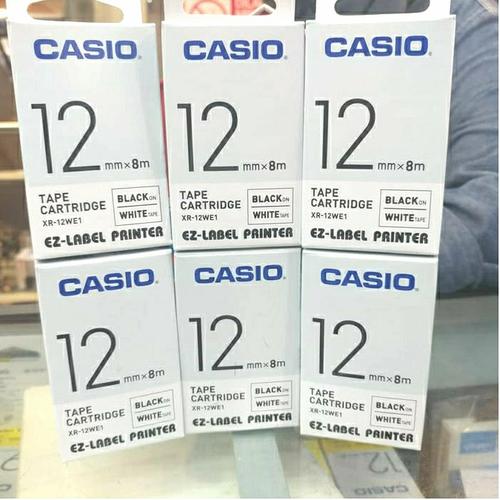 CASIO
12 mm×8m
TAPE CARTRIDGE
XR-12WE1
BLACK ON
WHITE TAPE
EZ-LABEL PRINTER
CASIO
12 mm×8m
TAPE CARTRIDGE
XR-12WE1
BLACK ON
WHITE TAPE
EZ-LABEL PRINTER
CASIO
12 mm×8m
TAPE CARTRIDGE
XR-12WE1
BLACK ON
WHITE TAPE
EZ-LABEL PRINTER
CASIO
12 mm×8m
TAPE CARTRIDGE
XR-12WE1
BLACK ON
WHITE TAPE
EZ-LABEL PRINTER
CASIO
12 mm×8m
TAPE CARTRIDGE
XR-12WE1
BLACK ON
WHITE TAPE
EZ-LABEL PRINTER
CASIO
12 mm×8m
TAPE CARTRIDGE
XR-12WE1
BLACK ON
WHITE TAPE
EZ-LABEL PRINTER
CASIO
12